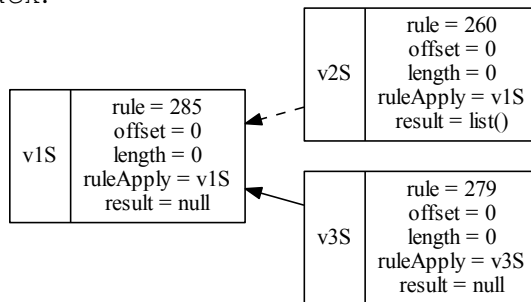 v1S
rule = 285
offset = 0
length = 0
ruleApply = v1S
result = null
v2S
rule = 260
offset = 0
length = 0
ruleApply = v1S
result = list()
v3S
rule = 279
offset = 0
length = 0
ruleApply = v3S
result = null